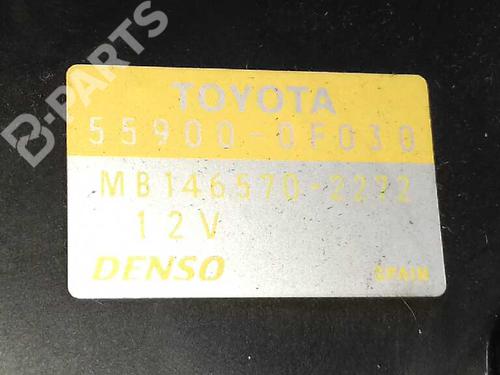 B-PARTS
TOYOTA
55900-0F030
MB146570-2272
12V
DENSO
SPAIN